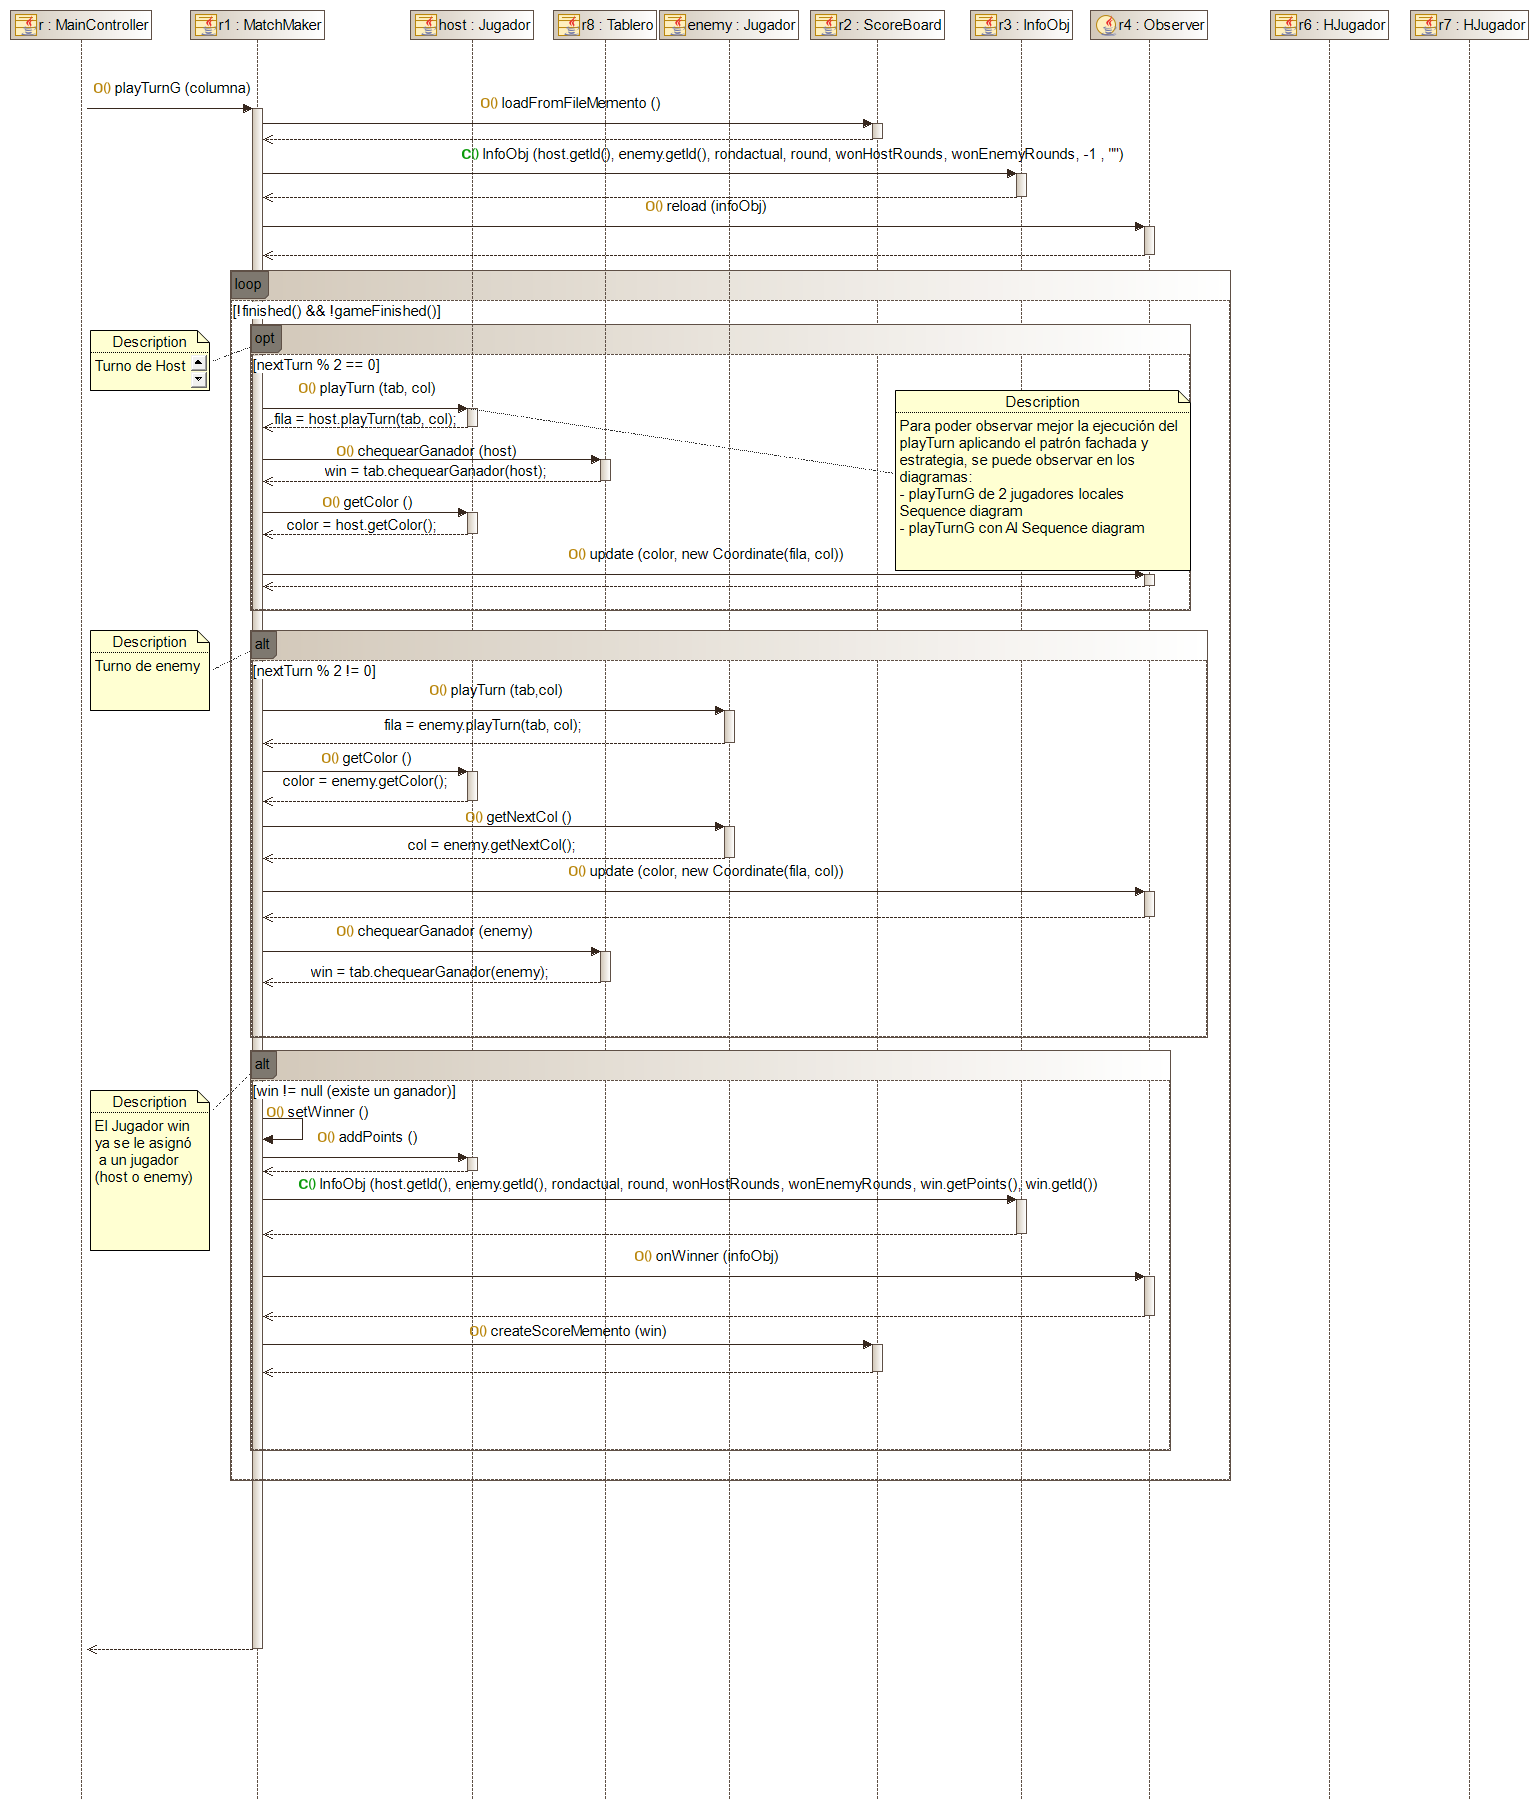 r : MainController
r1 : MatchMaker
host : Jugador
r8 : Tablero
enemy : Jugador
r2 : ScoreBoard
r3 : InfoObj
r4 : Observer
r6 : HJugador
r7 : HJugador
O() playTurnG (columna)
O() loadFromFileMemento ()
C() InfoObj (host.getId(), enemy.getId(), rondactual, round, wonHostRounds, wonEnemyRounds, -1 , "")
O() reload (infoObj)
loop
[!finished() && !gameFinished()]
opt
Description
Turno de Host
[nextTurn % 2 == 0]
O() playTurn (tab, col)
fila = host.playTurn(tab, col);
O() chequearGanador (host)
win = tab.chequearGanador(host);
O() getColor ()
color = host.getColor();
Description
Para poder observar mejor la ejecución del
playTurn aplicando el patrón fachada y
estrategia, se puede observar en los
diagramas:
- playTurnG de 2 jugadores locales
Sequence diagram
- playTurnG con AI Sequence diagram
O() update (color, new Coordinate(fila, col))
Description
Turno de enemy
alt
[nextTurn % 2 != 0]
O() playTurn (tab,col)
fila = enemy.playTurn(tab, col);
O() getColor ()
color = enemy.getColor();
O() getNextCol ()
col = enemy.getNextCol();
O() update (color, new Coordinate(fila, col))
O() chequearGanador (enemy)
win = tab.chequearGanador(enemy);
alt
[win != null (existe un ganador)]
Description
El Jugador win
ya se le asignó
a un jugador
(host o enemy)
O() setWinner ()
O() addPoints ()
C() InfoObj (host.getId(), enemy.getId(), rondactual, round, wonHostRounds, wonEnemyRounds, win.getPoints(), win.getId())
O() onWinner (infoObj)
O() createScoreMemento (win)